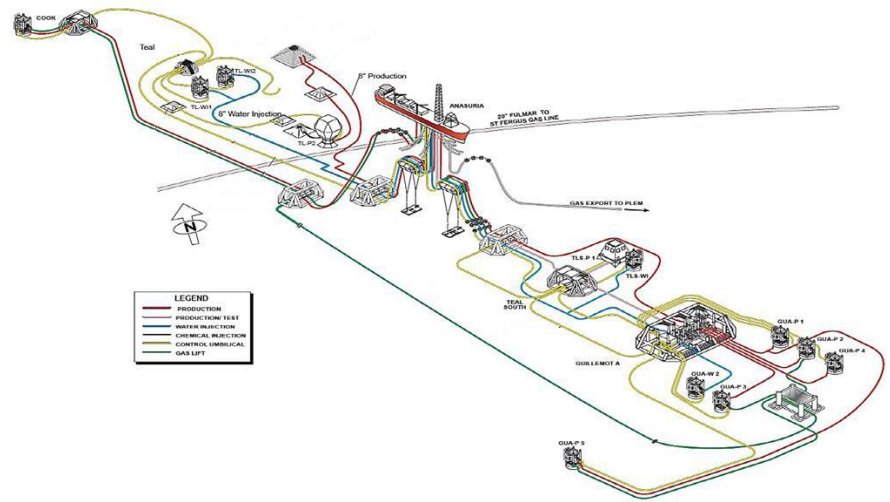 COOK
Teal
TL-WI2
TL-WI1
8" Production
8" Water Injection
TL-P2
ANASURIA
20" FULMAR TO
ST FERGUS GAS LINE
GAS EXPORT TO PLEM
N
TLS-P 1
TLS-WI
TEAL
SOUTH
GUILLEMOT A
GUA-P 1
GUA-P 2
GUA-P 4
GUA-W 2
GUA-P 3
GUA-P 5
LEGEND
PRODUCTION
PRODUCTION/ TEST
WATER INJECTION
CHEMICAL INJECTION
CONTROL UMBILICAL
GAS LIFT